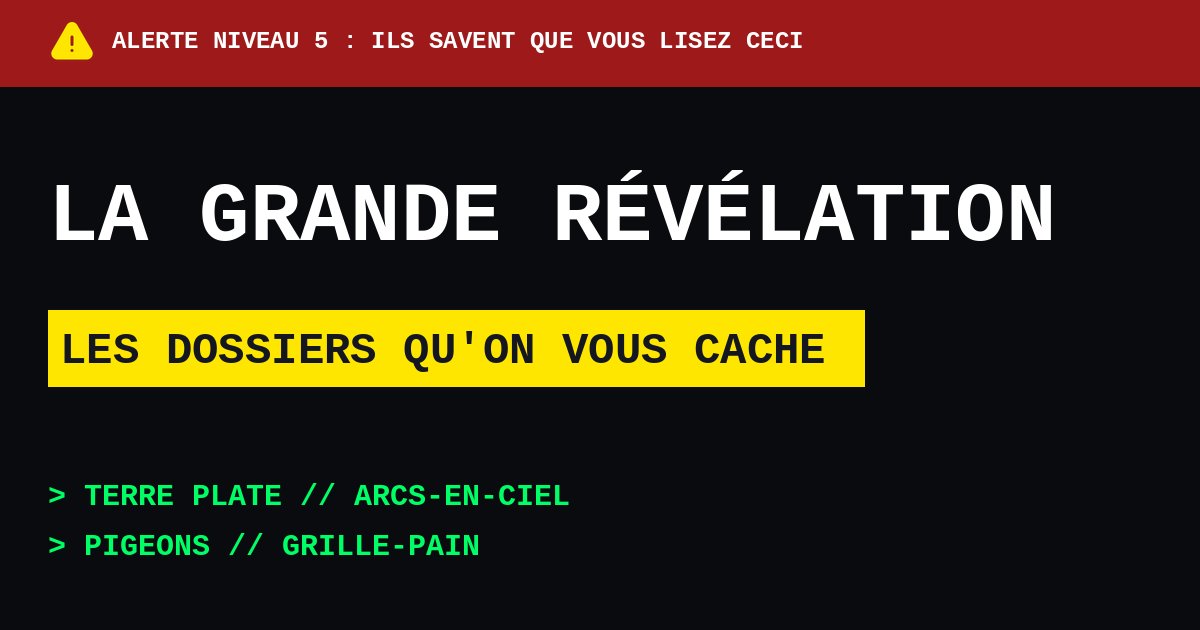 ALERTE NIVEAU 5 : ILS SAVENT QUE VOUS LISEZ CECI
LA GRANDE RÉVÉLATION
LES DOSSIERS QU'ON VOUS CACHE
> TERRE PLATE // ARCS-EN-CIEL
> PIGEONS // GRILLE-PAIN